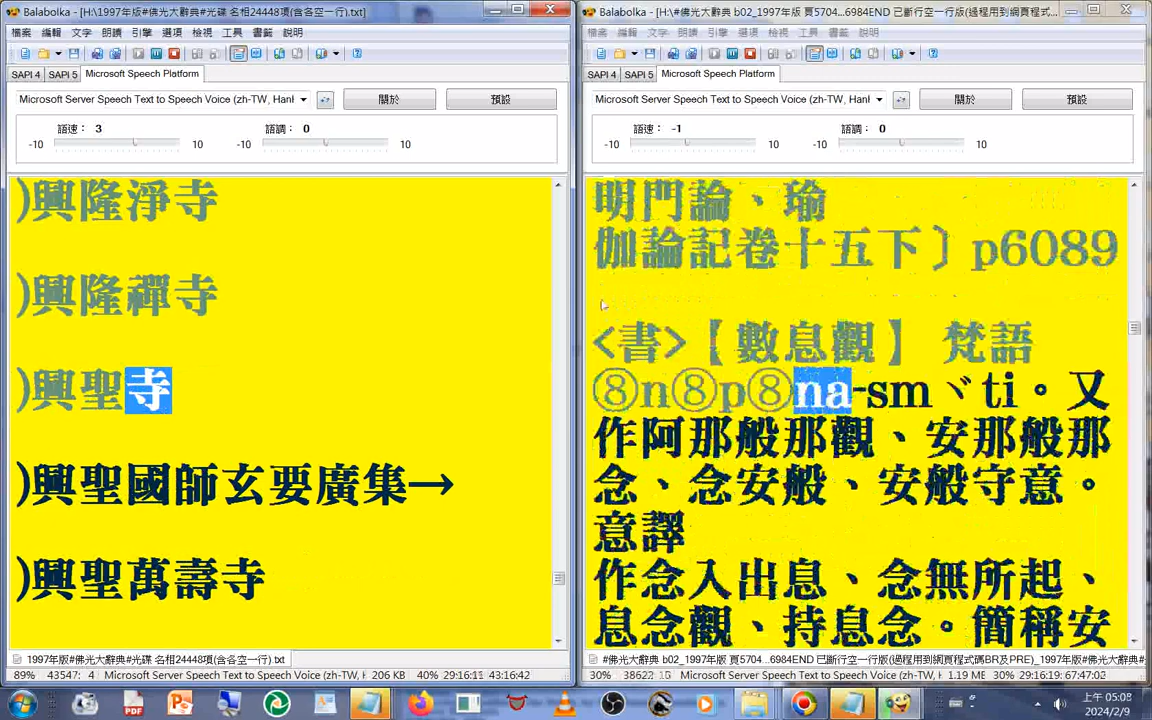 Balabolka - [H:\1997年版#佛光大辭典#光碟 名相24448項(含各空一行).txt]
檔案 編輯 文字 朗讀 引擎 選項 檢視 工具 書籤 說明
SAPI 4 SAPI 5 Microsoft Speech Platform
Microsoft Server Speech Text to Speech Voice (zh-TW, Hanl
關於 預設
語速： 3 語調： 0
-10 10 -10 10
)興隆淨寺
)興隆禪寺
)興聖寺
)興聖國師玄要廣集→
)興聖萬壽寺
1997年版#佛光大辭典#光碟 名相24448項(含各空一行).txt
89% 43547: 4 Microsoft Server Speech Text to Speech Voice (zh-TW, H 206 KB 40% 29:16:11 43:16:42
Balabolka - [H:\#佛光大辭典 b02_1997年版 頁5704...6984END 已斷行空一行版(過程用到網頁程式...
檔案 編輯 文字 朗讀 引擎 選項 檢視 工具 書籤 說明
SAPI 4 SAPI 5 Microsoft Speech Platform
Microsoft Server Speech Text to Speech Voice (zh-TW, Hanl
關於 預設
語速： -1 語調： 0
-10 10 -10 10
明門論、瑜
伽論記卷十五下〕p6089
<書>【數息觀】 梵語
⑧n⑧p⑧na-smヾti。又
作阿那般那觀、安那般那
念、念安般、安般守意。
意譯
作念入出息、念無所起、
息念觀、持息念。簡稱安
#佛光大辭典 b02_1997年版 頁5704...6984END 已斷行空一行版(過程用到網頁程式碼BR及PRE)_1997年版#
30% Microsoft Server Speech Text to Speech Voice (zh-TW, H 1.19 MB 30% 29:16:19: 67:47:02
上午 05:08
2024/2/9